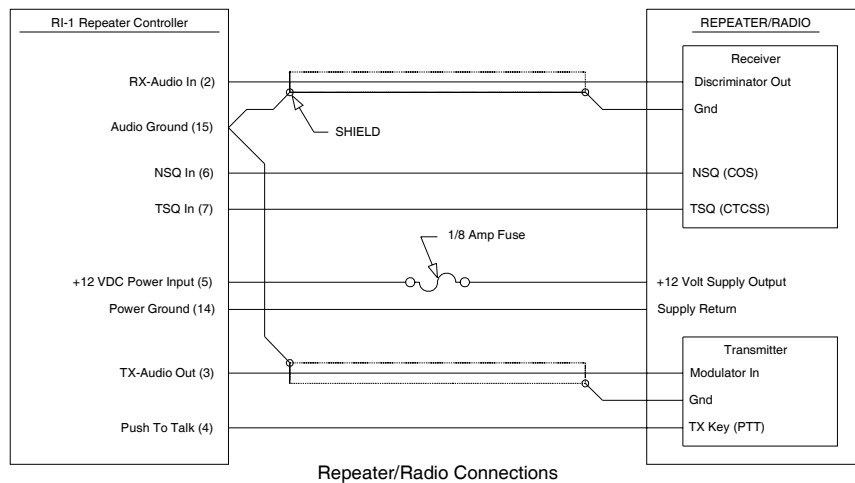 RI-1 Repeater Controller
REPEATER/RADIO
Receiver
RX-Audio In (2)
Discriminator Out
Gnd
Audio Ground (15)
SHIELD
NSQ In (6)
NSQ (COS)
TSQ In (7)
TSQ (CTCSS)
1/8 Amp Fuse
+12 VDC Power Input (5)
+12 Volt Supply Output
Power Ground (14)
Supply Return
Transmitter
TX-Audio Out (3)
Modulator In
Gnd
Push To Talk (4)
TX Key (PTT)
Repeater/Radio Connections